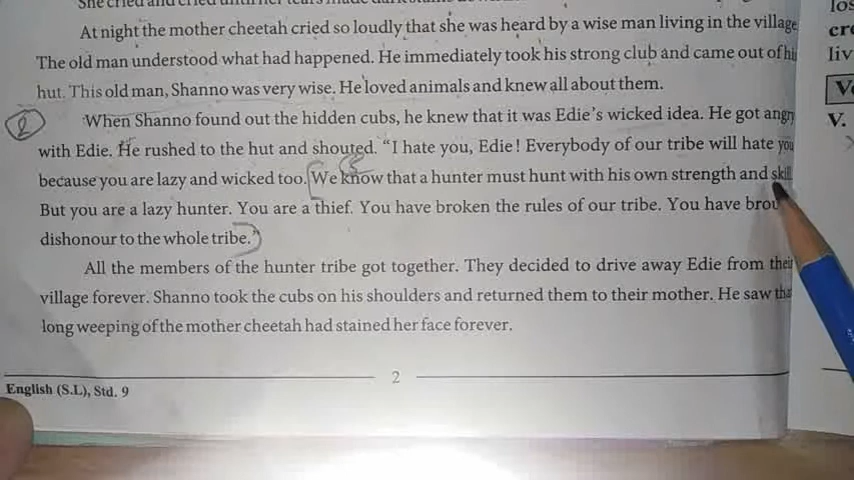 At night the mother cheetah cried so loudly that she was heard by a wise man living in the village
The old man understood what had happened. He immediately took his strong club and came out of hi
hut. This old man, Shanno was very wise. He loved animals and knew all about them.
2
When Shanno found out the hidden cubs, he knew that it was Edie's wicked idea. He got angry
with Edie. He rushed to the hut and shouted. "I hate you, Edie! Everybody of our tribe will hate you
because you are lazy and wicked too. We know that a hunter must hunt with his own strength and skill
But you are a lazy hunter. You are a thief. You have broken the rules of our tribe. You have brou
dishonour to the whole tribe."
All the members of the hunter tribe got together. They decided to drive away Edie from their
village forever. Shanno took the cubs on his shoulders and returned them to their mother. He saw tha
long weeping of the mother cheetah had stained her face forever.
2
English (S.L), Std. 9
los
cre
liv
V.